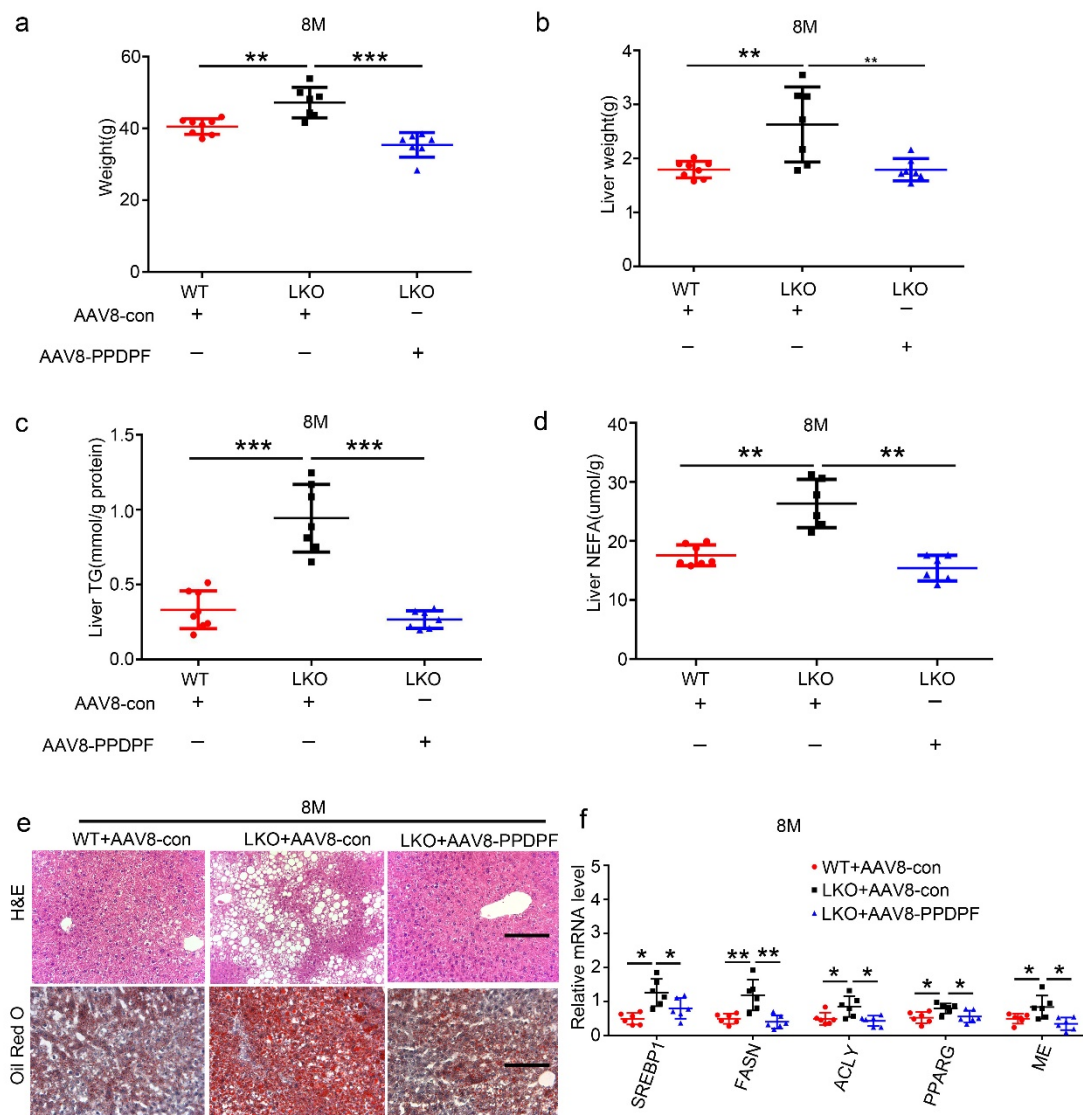 a
8M
**
***
Weight(g)
60
40
20
0
WT
LKO
LKO
AAV8-con
+
+
–
AAV8-PPDPF
–
–
+
b
8M
**
**
Liver weight(g)
4
3
2
1
0
WT
LKO
LKO
+
+
–
–
–
+
c
8M
***
***
Liver TG(mmol/g protein)
1.5
1.0
0.5
0.0
WT
LKO
LKO
AAV8-con
+
+
–
AAV8-PPDPF
–
–
+
d
8M
**
**
Liver NEFA(umol/g)
40
30
20
10
0
WT
LKO
LKO
+
+
–
–
–
+
e
8M
WT+AAV8-con LKO+AAV8-con LKO+AAV8-PPDPF
H&E
Oil Red O
f
8M
WT+AAV8-con
LKO+AAV8-con
LKO+AAV8-PPDPF
Relative mRNA level
5
4
3
2
1
0
* *
** **
* *
* *
* *
SREBP1
FASN
ACLY
PPARG
ME